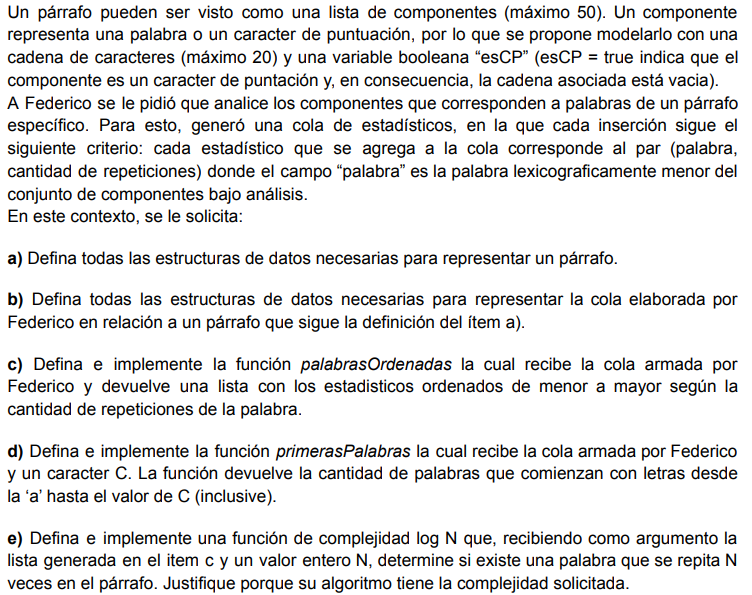 Un párrafo pueden ser visto como una lista de componentes (máximo 50). Un componente
representa una palabra o un caracter de puntuación, por lo que se propone modelarlo con una
cadena de caracteres (máximo 20) y una variable booleana “esCP” (esCP = true indica que el
componente es un caracter de puntación y, en consecuencia, la cadena asociada está vacia).
A Federico se le pidió que analice los componentes que corresponden a palabras de un párrafo
específico. Para esto, generó una cola de estadísticos, en la que cada inserción sigue el
siguiente criterio: cada estadístico que se agrega a la cola corresponde al par (palabra,
cantidad de repeticiones) donde el campo “palabra” es la palabra lexicograficamente menor del
conjunto de componentes bajo análisis.
En este contexto, se le solicita:
a) Defina todas las estructuras de datos necesarias para representar un párrafo.
b) Defina todas las estructuras de datos necesarias para representar la cola elaborada por
Federico en relación a un párrafo que sigue la definición del ítem a).
c) Defina e implemente la función palabrasOrdenadas la cual recibe la cola armada por
Federico y devuelve una lista con los estadisticos ordenados de menor a mayor según la
cantidad de repeticiones de la palabra.
d) Defina e implemente la función primerasPalabras la cual recibe la cola armada por Federico
y un caracter C. La función devuelve la cantidad de palabras que comienzan con letras desde
la ‘a’ hasta el valor de C (inclusive).
e) Defina e implemente una función de complejidad log N que, recibiendo como argumento la
lista generada en el item c y un valor entero N, determine si existe una palabra que se repita N
veces en el párrafo. Justifique porque su algoritmo tiene la complejidad solicitada.